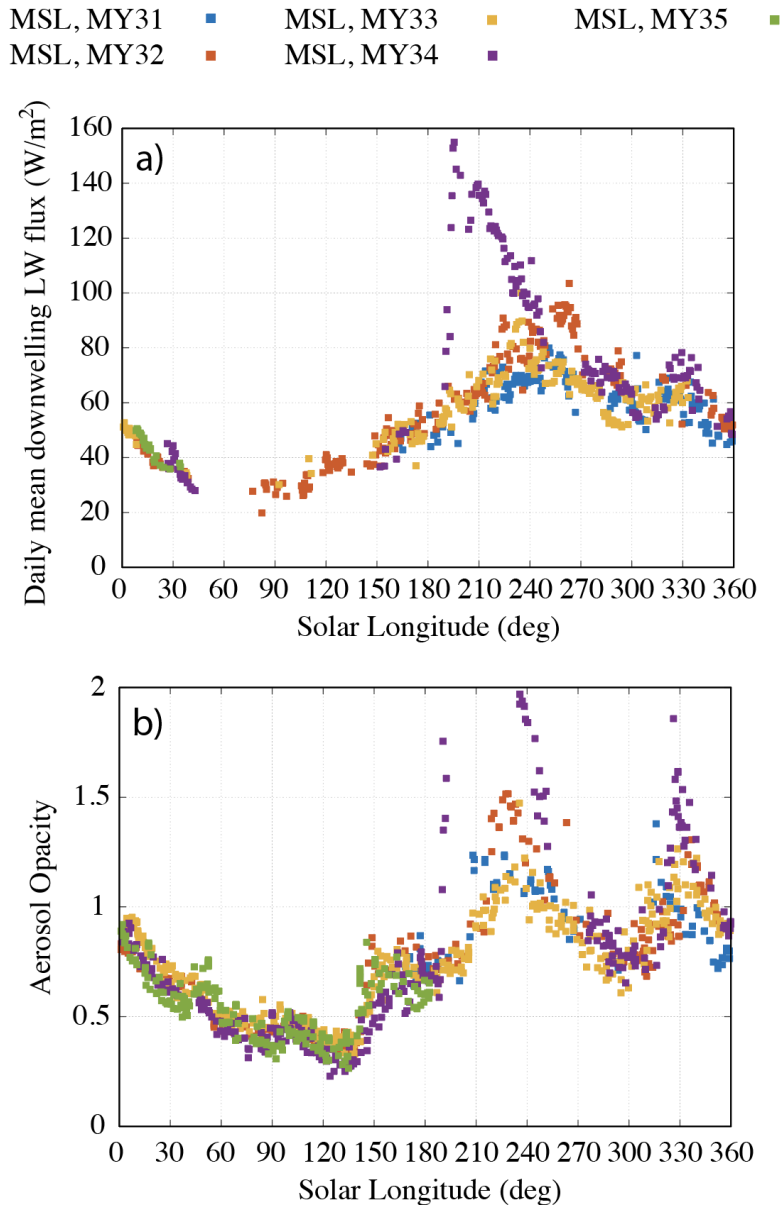 MSL, MY31 MSL, MY33 MSL, MY35
MSL, MY32 MSL, MY34
Daily mean downwelling LW flux (W/m²)
a)
160
140
120
100
80
60
40
20
0
0 30 60 90 120 150 180 210 240 270 300 330 360
Solar Longitude (deg)
Aerosol Opacity
b)
2
1.5
1
0.5
0
0 30 60 90 120 150 180 210 240 270 300 330 360
Solar Longitude (deg)